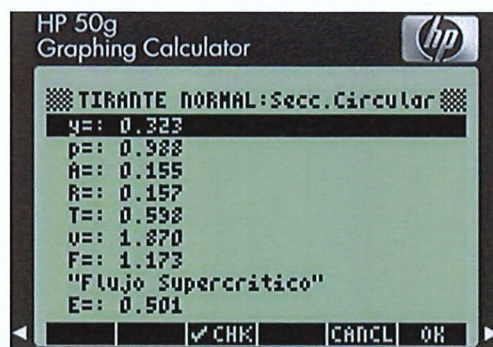 HP 50g
Graphing Calculator
hp
TIRANTE NORMAL:Secc.Circular
y=: 0.323
p=: 0.988
A=: 0.155
R=: 0.157
T=: 0.598
v=: 1.870
F=: 1.173
"Flujo Supercritico"
E=: 0.501
✓CHK CANCL OK